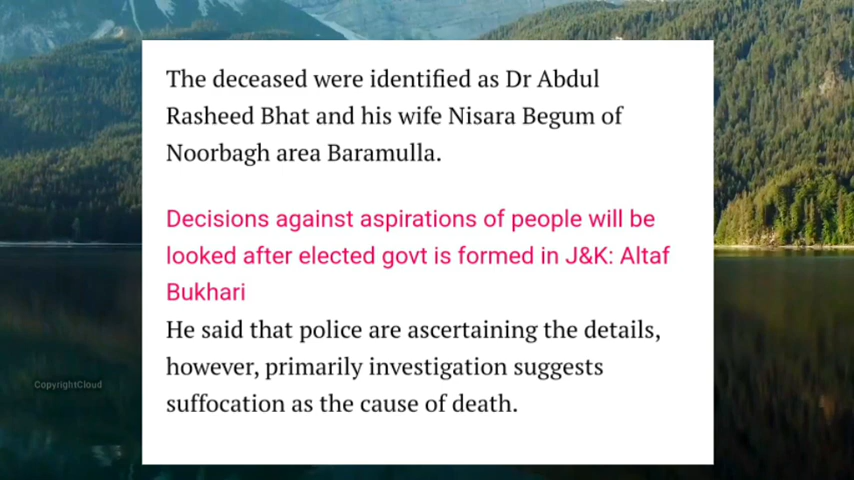 The deceased were identified as Dr Abdul
Rasheed Bhat and his wife Nisara Begum of
Noorbagh area Baramulla.
Decisions against aspirations of people will be
looked after elected govt is formed in J&K: Altaf
Bukhari
He said that police are ascertaining the details,
however, primarily investigation suggests
suffocation as the cause of death.
CopyrightCloud